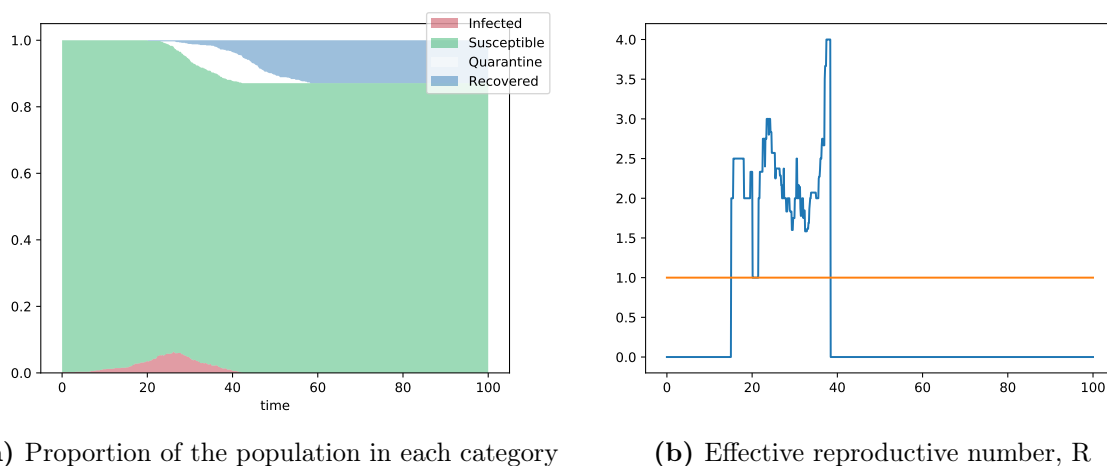 Infected
Susceptible
Quarantine
Recovered
1.0
0.8
0.6
0.4
0.2
0.0
0 20 40 60 80 100
time
4.0
3.5
3.0
2.5
2.0
1.5
1.0
0.5
0.0
0 20 40 60 80 100
) Proportion of the population in each category
(b) Effective reproductive number, R